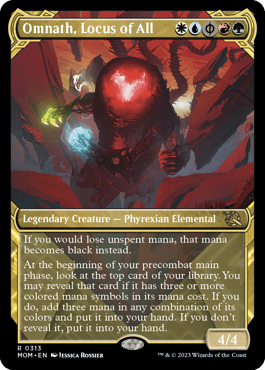 Omnath, Locus of All
Legendary Creature — Phyrexian Elemental
If you would lose unspent mana, that mana
becomes black instead.
At the beginning of your precombat main
phase, look at the top card of your library. You
may reveal that card if it has three or more
colored mana symbols in its mana cost. If you
do, add three mana in any combination of its
colors and put it into your hand. If you don't
reveal it, put it into your hand.
4/4
R 0313
MOM • EN JESSICA ROSSIER
™ & © 2023 Wizards of the Coast